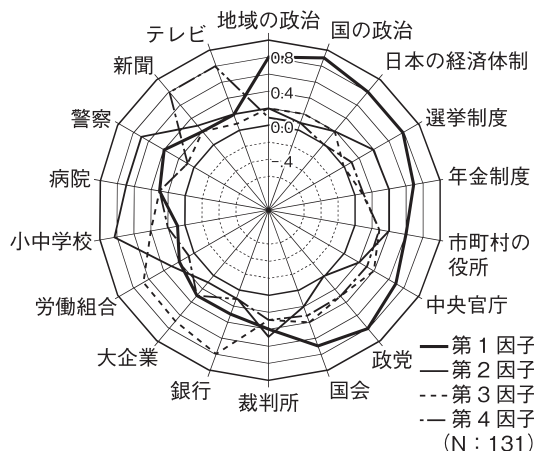 地域の政治
国の政治
日本の経済体制
選挙制度
年金制度
市町村の
役所
中央官庁
政党
国会
裁判所
銀行
大企業
労働組合
小中学校
病院
警察
新聞
テレビ
0.8
0.4
0.0
-.4
第1因子
第2因子
第3因子
第4因子
(N:131)